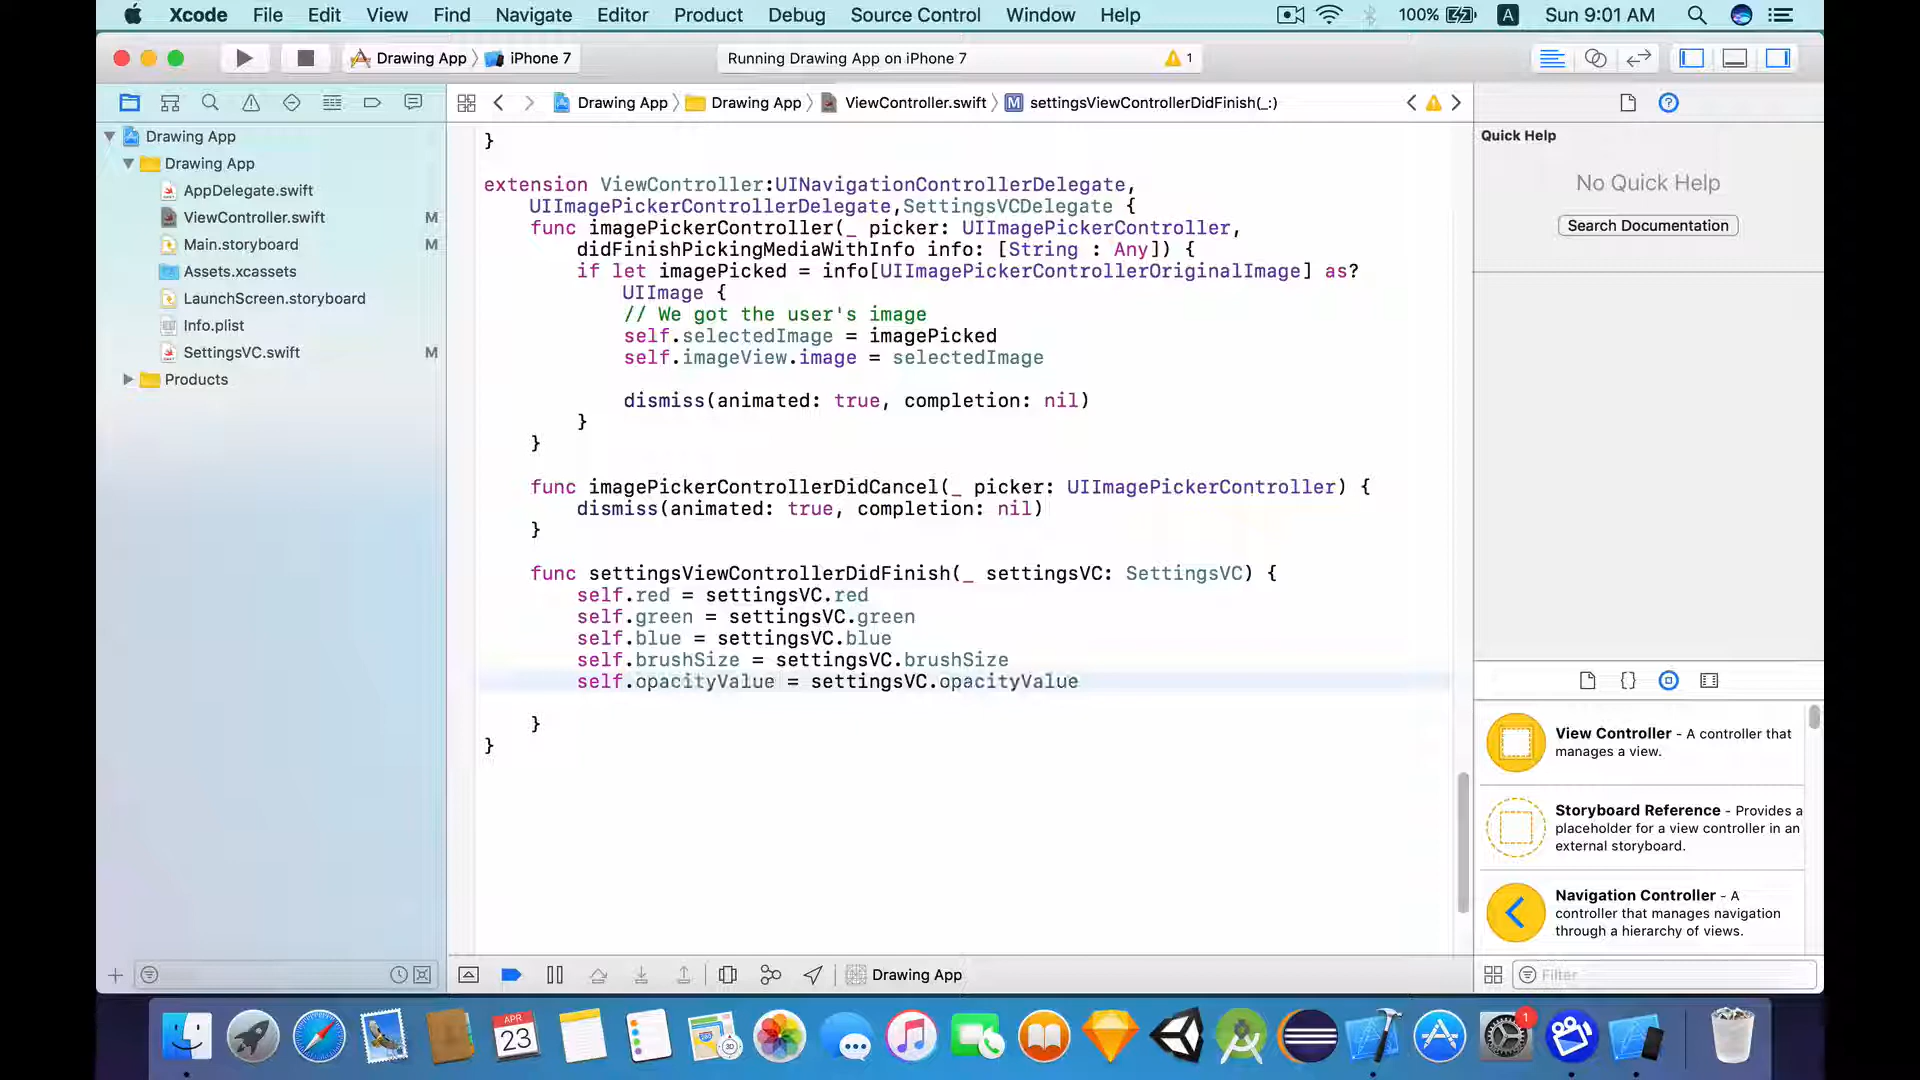 Xcode File Edit View Find Navigate Editor Product Debug Source Control Window Help 100% A Sun 9:01 AM
Drawing App iPhone 7 Running Drawing App on iPhone 7 1
Drawing App Drawing App ViewController.swift M settingsViewControllerDidFinish(_:)
Drawing App
Drawing App
AppDelegate.swift
ViewController.swift M
Main.storyboard M
Assets.xcassets
LaunchScreen.storyboard
Info.plist
SettingsVC.swift M
Products
}
extension ViewController:UINavigationControllerDelegate,
UIImagePickerControllerDelegate,SettingsVCDelegate {
func imagePickerController(_ picker: UIImagePickerController,
didFinishPickingMediaWithInfo info: [String : Any]) {
if let imagePicked = info[UIImagePickerControllerOriginalImage] as?
UIImage {
// We got the user's image
self.selectedImage = imagePicked
self.imageView.image = selectedImage
dismiss(animated: true, completion: nil)
}
}
func imagePickerControllerDidCancel(_ picker: UIImagePickerController) {
dismiss(animated: true, completion: nil)
}
func settingsViewControllerDidFinish(_ settingsVC: SettingsVC) {
self.red = settingsVC.red
self.green = settingsVC.green
self.blue = settingsVC.blue
self.brushSize = settingsVC.brushSize
self.opacityValue = settingsVC.opacityValue
}
}
Drawing App
Quick Help
No Quick Help
Search Documentation
{}
View Controller - A controller that
manages a view.
Storyboard Reference - Provides a
placeholder for a view controller in an
external storyboard.
Navigation Controller - A
controller that manages navigation
through a hierarchy of views.
Filter
APR
23
1